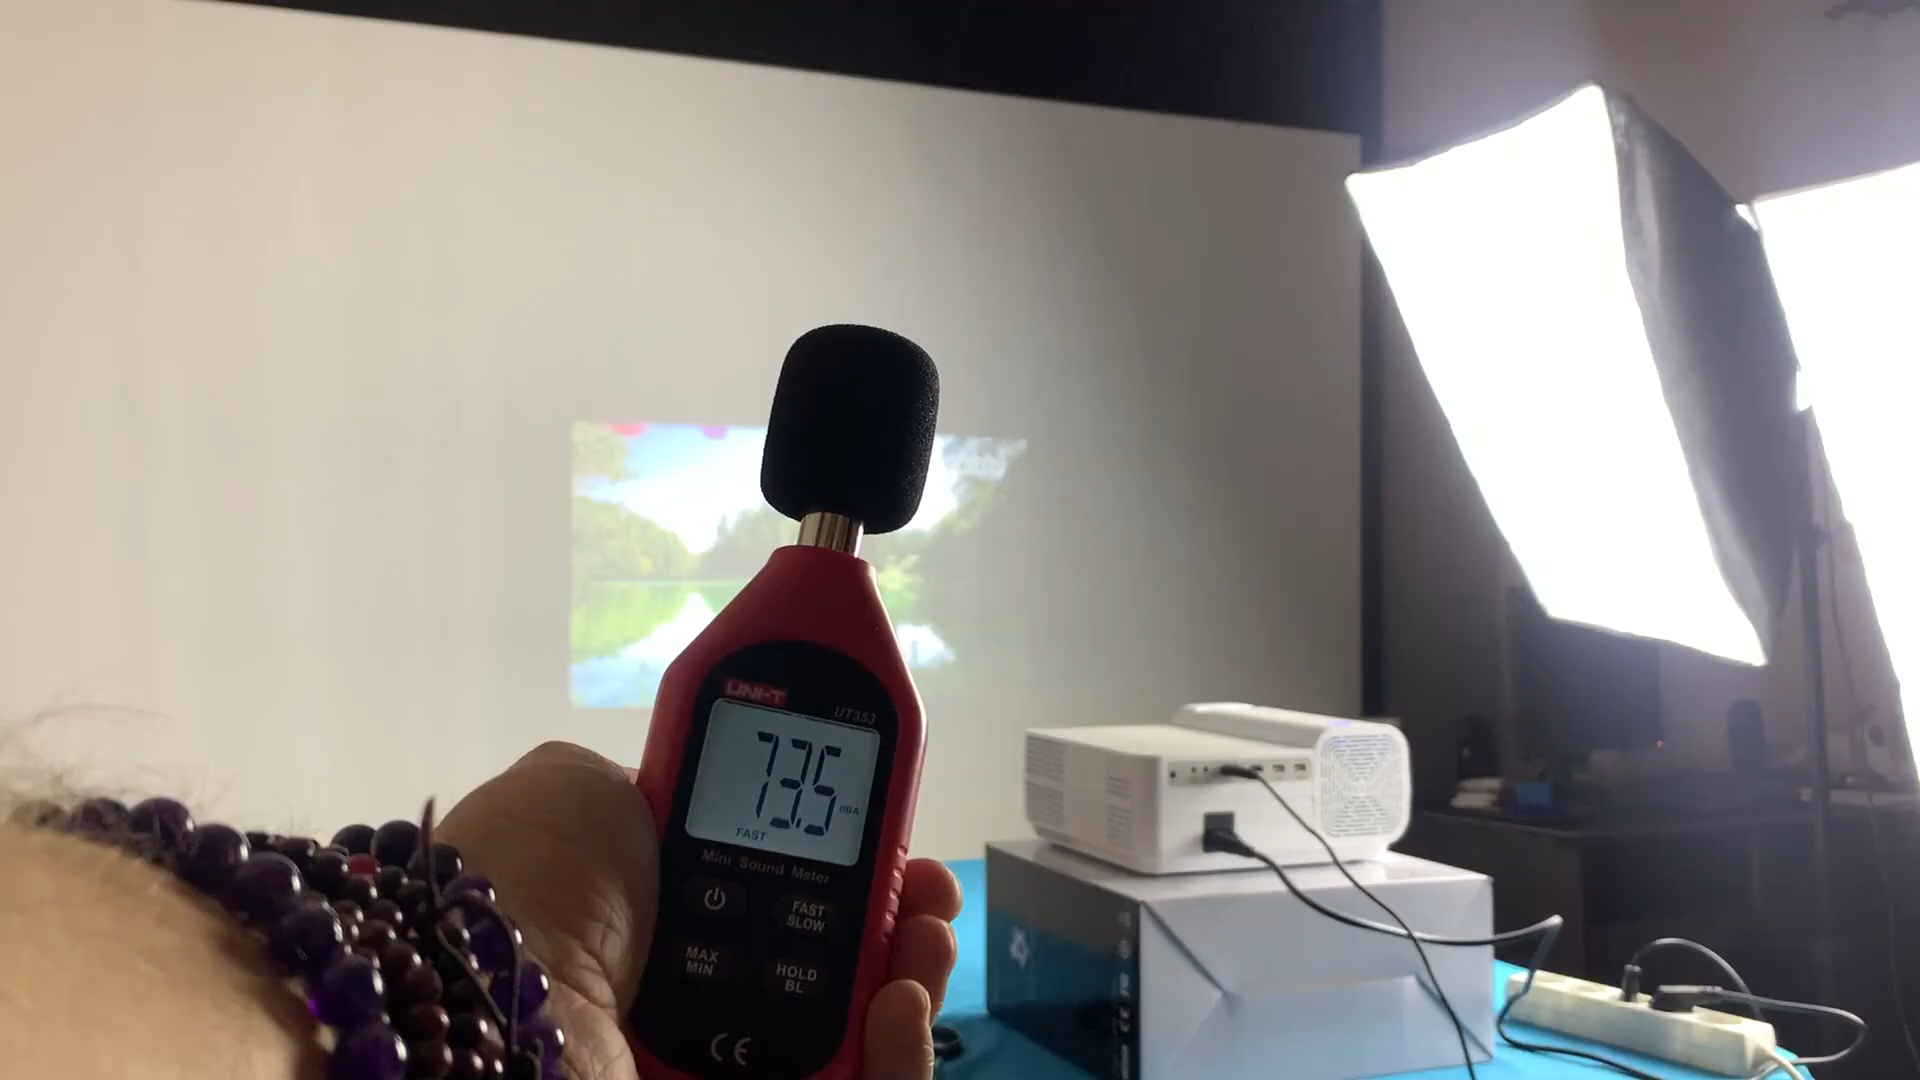 UNI-T
UT353
73.5
dBA
FAST
Mini Sound Meter
FAST
SLOW
MAX
MIN
HOLD
BL
CE